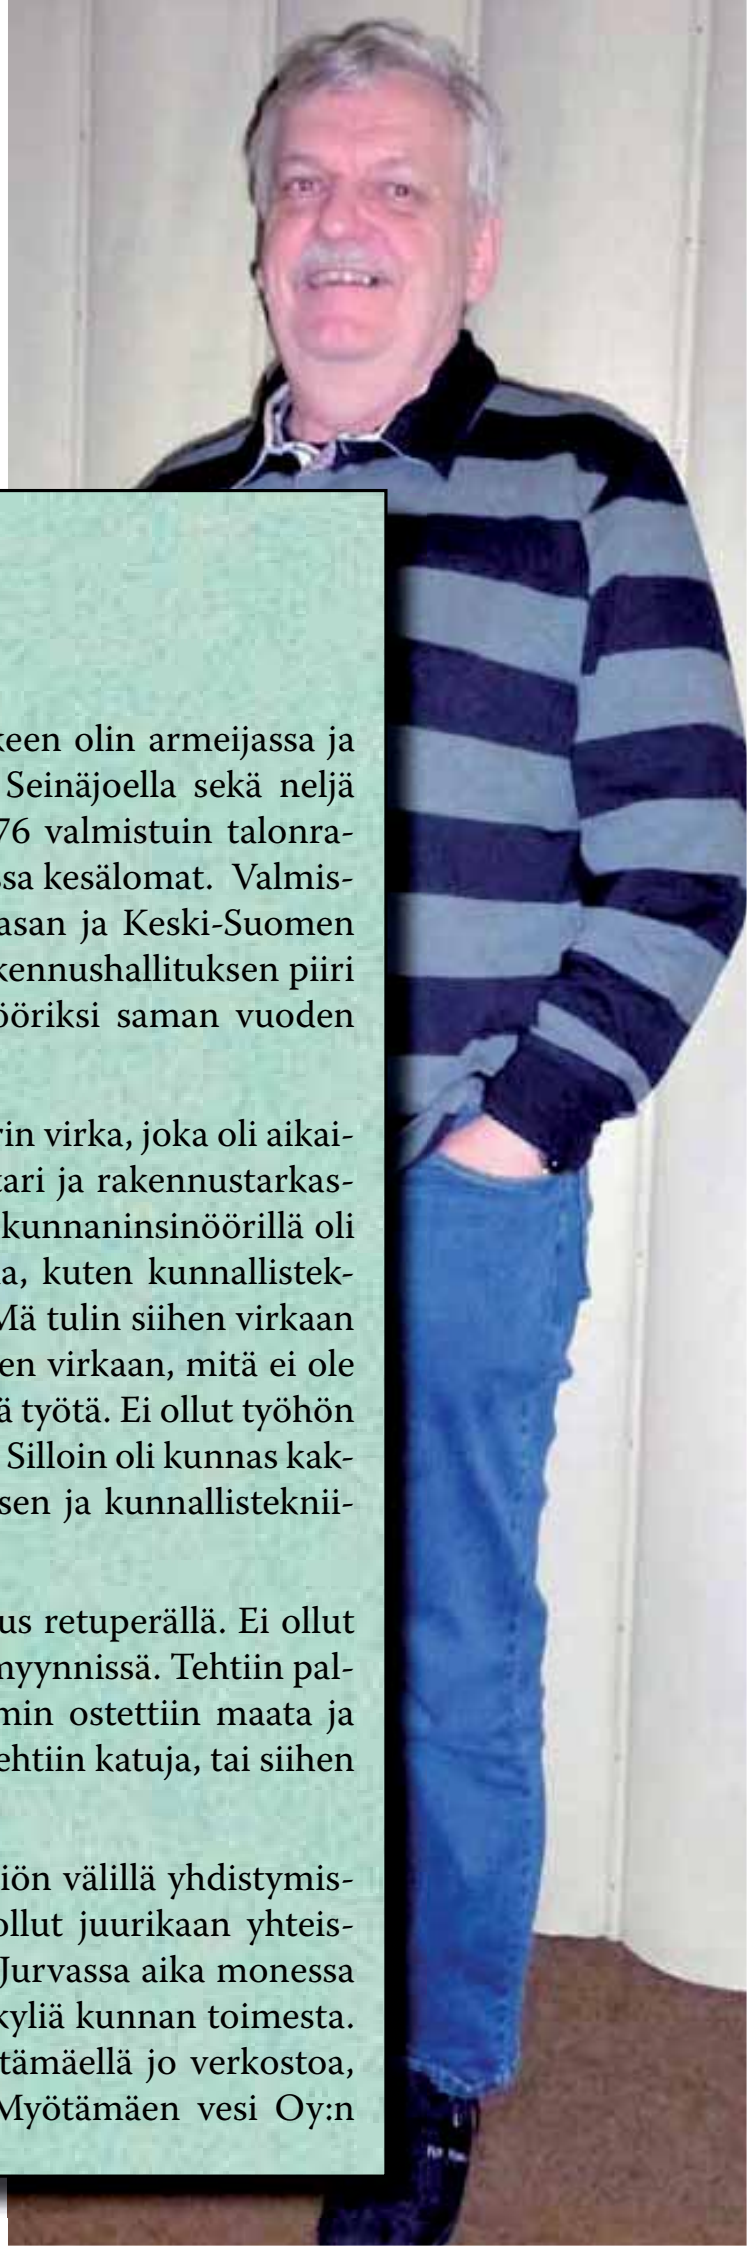 keen olin armeijassa ja
Seinäjoella sekä neljä
76 valmistuin talonra-
ssa kesälomat. Valmis-
asan ja Keski-Suomen
kennushallituksen piiri
ööriksi saman vuoden
rin virka, joka oli aikai-
tari ja rakennustarkas-
kunnaninsinöörillä oli
a, kuten kunnallistek-
Mä tulin siihen virkaan
en virkaan, mitä ei ole
ä työtä. Ei ollut työhön
Silloin oli kunnas kak-
sen ja kunnallisteknii-
us retuperällä. Ei ollut
myynnissä. Tehtiin pal-
min ostettiin maata ja
ehtiin katuja, tai siihen
iön välillä yhdistymis-
ollut juurikaan yhteis-
Jurvassa aika monessa
kyliä kunnan toimesta.
tämäellä jo verkostoa,
Myötämäen vesi Oy:n